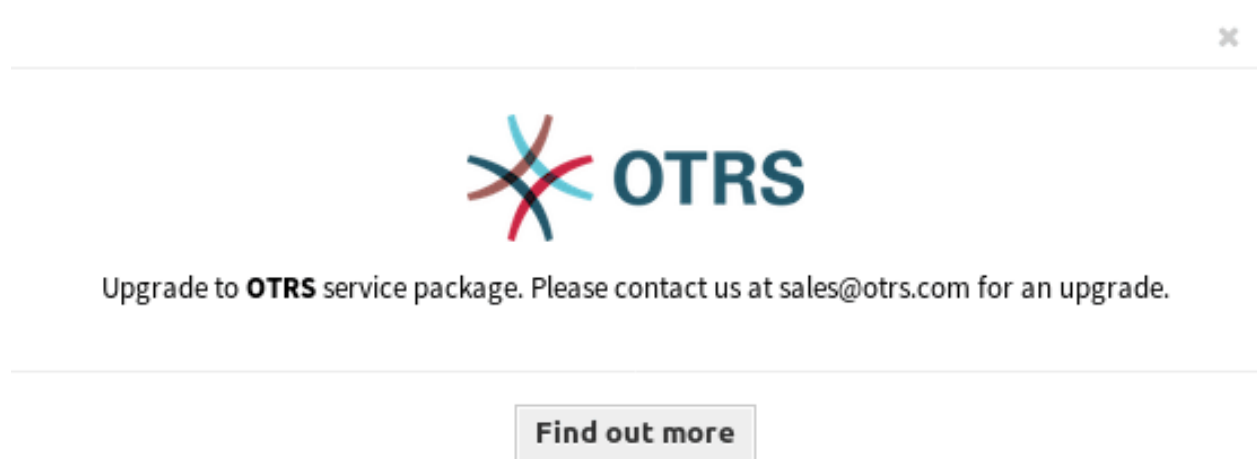 OTRS
Upgrade to OTRS service package. Please contact us at sales@otrs.com for an upgrade.
Find out more